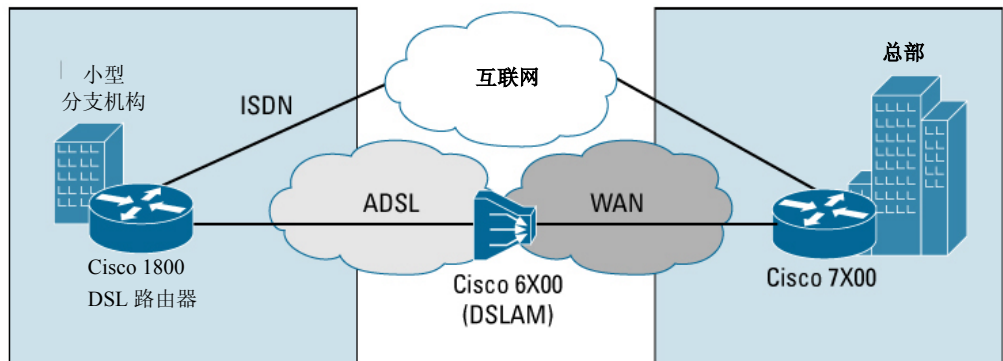 小型
分支机构
ISDN
互联网
总部
ADSL
WAN
Cisco 1800
DSL 路由器
Cisco 6X00
(DSLAM)
Cisco 7X00